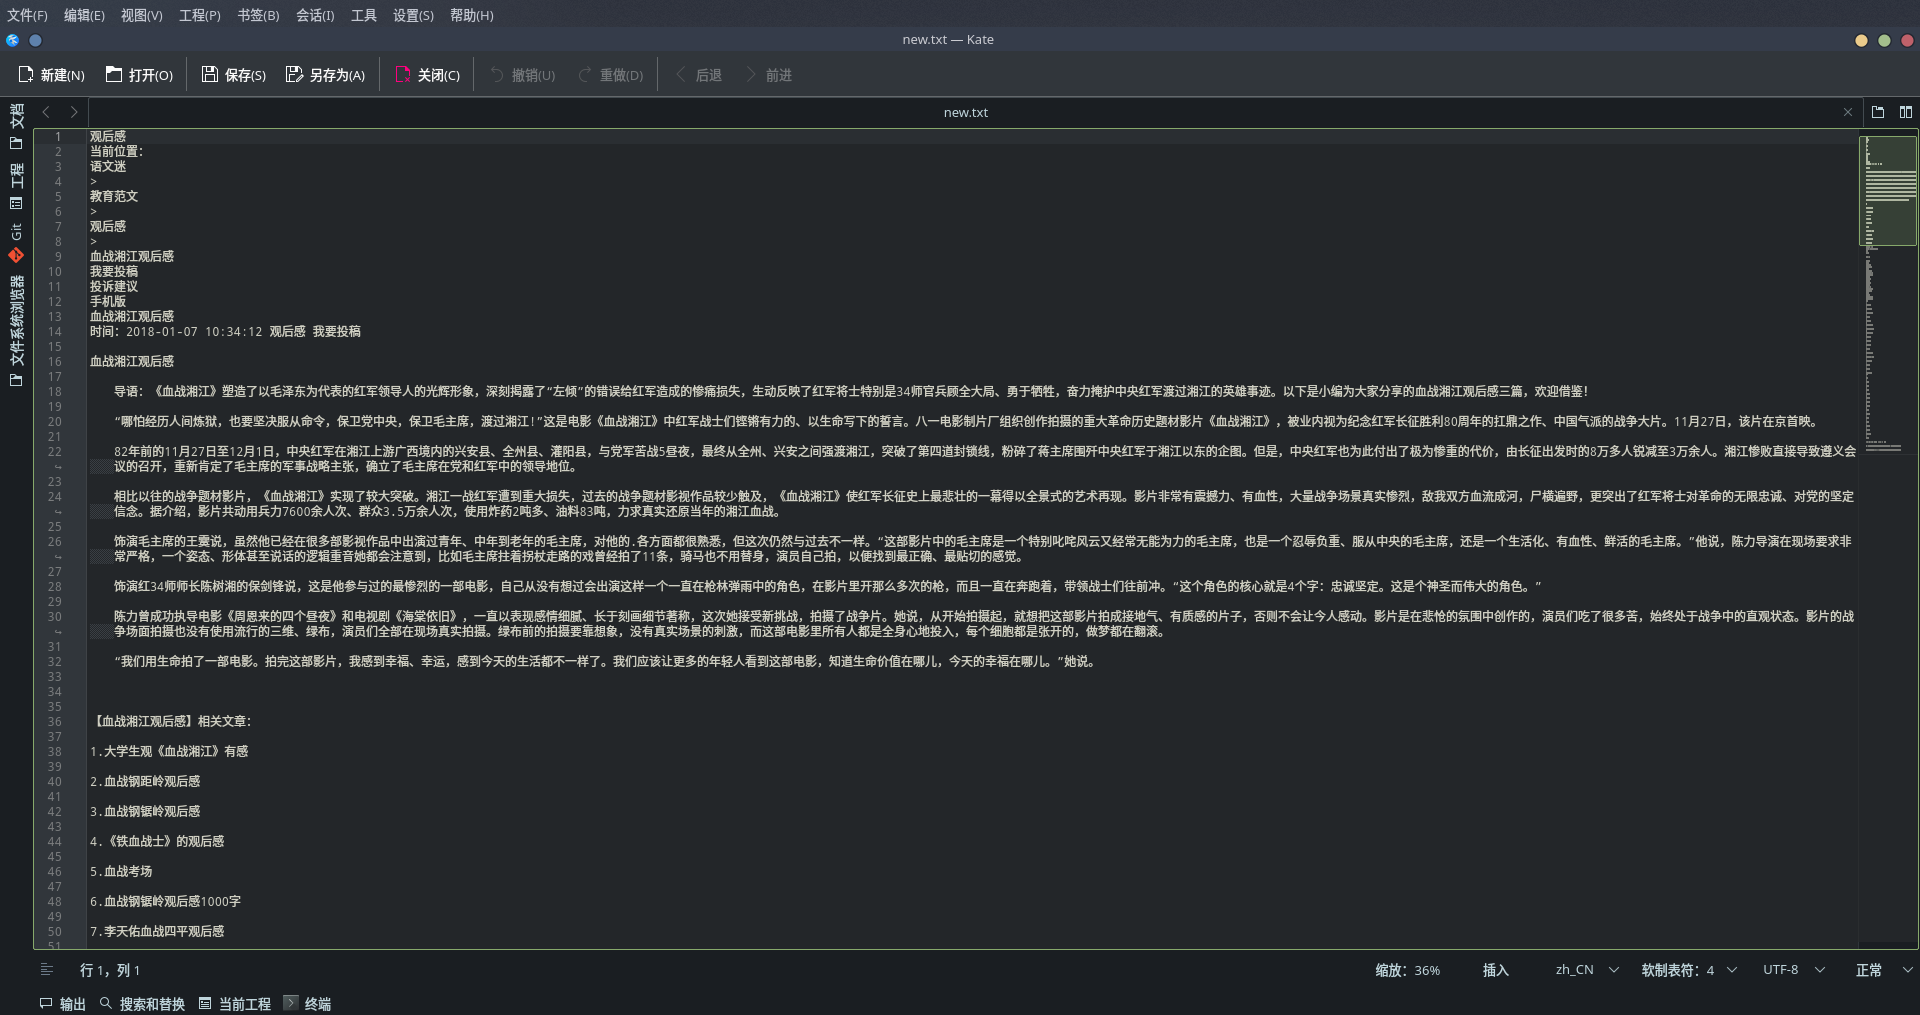 文件(F) 编辑(E) 视图(V) 工程(P) 书签(B) 会话(I) 工具 设置(S) 帮助(H)
new.txt — Kate
新建(N) 打开(O) 保存(S) 另存为(A) 关闭(C) 撤销(U) 重做(D) 后退 前进
文档
工程
Git
文件系统浏览器
new.txt
1 观后感
2 当前位置：
3 语文迷
4 >
5 教育范文
6 >
7 观后感
8 >
9 血战湘江观后感
10 我要投稿
11 投诉建议
12 手机版
13 血战湘江观后感
14 时间：2018-01-07 10:34:12 观后感 我要投稿
15
16 血战湘江观后感
17
18 导语：《血战湘江》塑造了以毛泽东为代表的红军领导人的光辉形象，深刻揭露了“左倾”的错误给红军造成的惨痛损失，生动反映了红军将士特别是34师官兵顾全大局、勇于牺牲，奋力掩护中央红军渡过湘江的英雄事迹。以下是小编为大家分享的血战湘江观后感三篇，欢迎借鉴！
19
20 “哪怕经历人间炼狱，也要坚决服从命令，保卫党中央，保卫毛主席，渡过湘江!”这是电影《血战湘江》中红军战士们铿锵有力的、以生命写下的誓言。八一电影制片厂组织创作拍摄的重大革命历史题材影片《血战湘江》，被业内视为纪念红军长征胜利80周年的扛鼎之作、中国气派的战争大片。11月27日，该片在京首映。
21
22 82年前的11月27日至12月1日，中央红军在湘江上游广西境内的兴安县、全州县、灌阳县，与党军苦战5昼夜，最终从全州、兴安之间强渡湘江，突破了第四道封锁线，粉碎了蒋主席围歼中央红军于湘江以东的企图。但是，中央红军也为此付出了极为惨重的代价，由长征出发时的8万多人锐减至3万余人。湘江惨败直接导致遵义会
议的召开，重新肯定了毛主席的军事战略主张，确立了毛主席在党和红军中的领导地位。
23
24 相比以往的战争题材影片，《血战湘江》实现了较大突破。湘江一战红军遭到重大损失，过去的战争题材影视作品较少触及，《血战湘江》使红军长征史上最悲壮的一幕得以全景式的艺术再现。影片非常有震撼力、有血性，大量战争场景真实惨烈，敌我双方血流成河，尸横遍野，更突出了红军将士对革命的无限忠诚、对党的坚定
信念。据介绍，影片共动用兵力7600余人次、群众3.5万余人次，使用炸药2吨多、油料83吨，力求真实还原当年的湘江血战。
25
26 饰演毛主席的王霙说，虽然他已经在很多部影视作品中出演过青年、中年到老年的毛主席，对他的.各方面都很熟悉，但这次仍然与过去不一样。“这部影片中的毛主席是一个特别叱咤风云又经常无能为力的毛主席，也是一个忍辱负重、服从中央的毛主席，还是一个生活化、有血性、鲜活的毛主席。”他说，陈力导演在现场要求非
常严格，一个姿态、形体甚至说话的逻辑重音她都会注意到，比如毛主席拄着拐杖走路的戏曾经拍了11条，骑马也不用替身，演员自己拍，以便找到最正确、最贴切的感觉。
27
28 饰演红34师师长陈树湘的保剑锋说，这是他参与过的最惨烈的一部电影，自己从没有想过会出演这样一个一直在枪林弹雨中的角色，在影片里开那么多次的枪，而且一直在奔跑着，带领战士们往前冲。“这个角色的核心就是4个字：忠诚坚定。这是个神圣而伟大的角色。”
29
30 陈力曾成功执导电影《周恩来的四个昼夜》和电视剧《海棠依旧》，一直以表现感情细腻、长于刻画细节著称，这次她接受新挑战，拍摄了战争片。她说，从开始拍摄起，就想把这部影片拍成接地气、有质感的片子，否则不会让今人感动。影片是在悲怆的氛围中创作的，演员们吃了很多苦，始终处于战争中的直观状态。影片的战
争场面拍摄也没有使用流行的三维、绿布，演员们全部在现场真实拍摄。绿布前的拍摄要靠想象，没有真实场景的刺激，而这部电影里所有人都是全身心地投入，每个细胞都是张开的，做梦都在翻滚。
31
32 “我们用生命拍了一部电影。拍完这部影片，我感到幸福、幸运，感到今天的生活都不一样了。我们应该让更多的年轻人看到这部电影，知道生命价值在哪儿，今天的幸福在哪儿。”她说。
33
34
35
36 【血战湘江观后感】相关文章：
37
38 1.大学生观《血战湘江》有感
39
40 2.血战钢距岭观后感
41
42 3.血战钢锯岭观后感
43
44 4.《铁血战士》的观后感
45
46 5.血战考场
47
48 6.血战钢锯岭观后感1000字
49
50 7.李天佑血战四平观后感
51
行 1，列 1 缩放：36% 插入 zh_CN 软制表符：4 UTF-8 正常
输出 搜索和替换 当前工程 终端